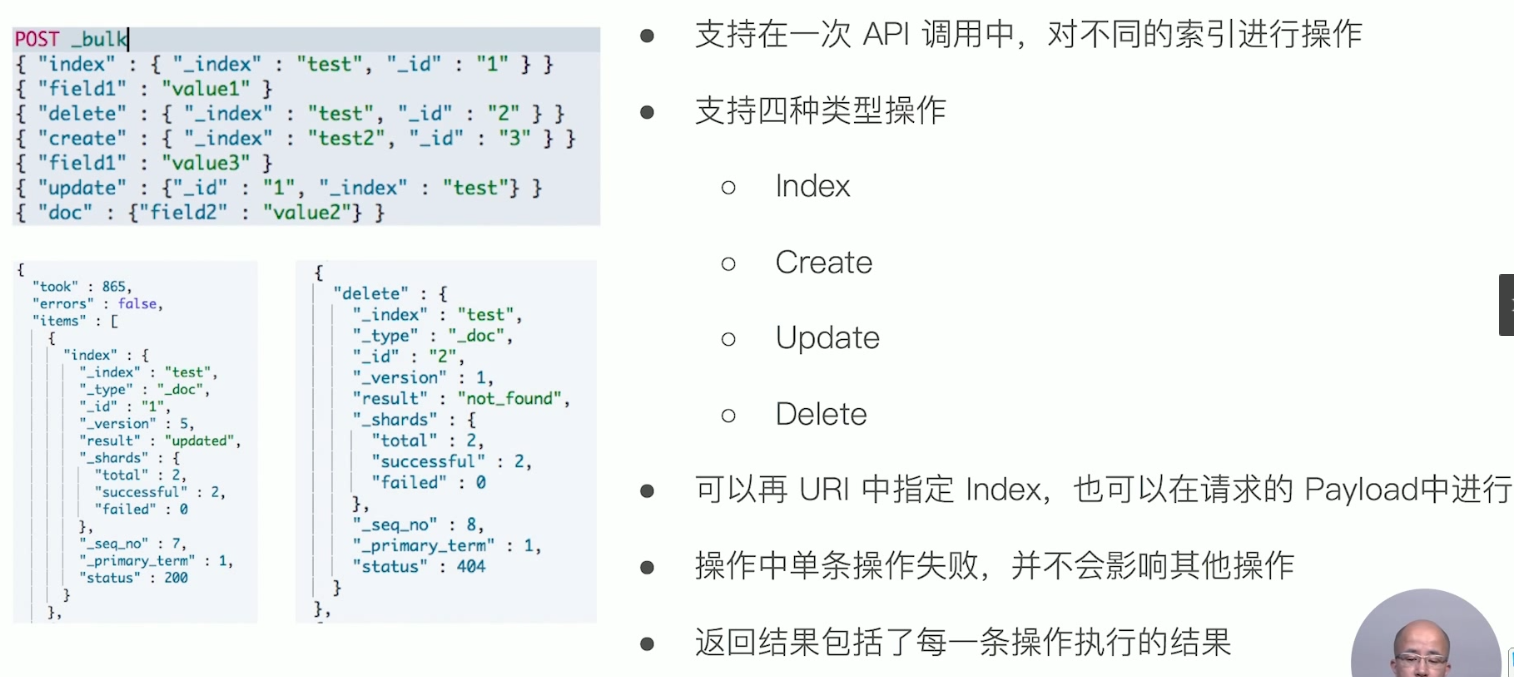 POST _bulk
{ "index" : { "_index" : "test", "_id" : "1" } }
{ "field1" : "value1" }
{ "delete" : { "_index" : "test", "_id" : "2" } }
{ "create" : { "_index" : "test2", "_id" : "3" } }
{ "field1" : "value3" }
{ "update" : {"_id" : "1", "_index" : "test"} }
{ "doc" : {"field2" : "value2"} }
{
"took" : 865,
"errors" : false,
"items" : [
{
"index" : {
"_index" : "test",
"_type" : "_doc",
"_id" : "1",
"_version" : 5,
"result" : "updated",
"_shards" : {
"total" : 2,
"successful" : 2,
"failed" : 0
},
"_seq_no" : 7,
"_primary_term" : 1,
"status" : 200
}
},
{
"delete" : {
"_index" : "test",
"_type" : "_doc",
"_id" : "2",
"_version" : 1,
"result" : "not_found",
"_shards" : {
"total" : 2,
"successful" : 2,
"failed" : 0
},
"_seq_no" : 8,
"_primary_term" : 1,
"status" : 404
}
},
● 支持在一次 API 调用中，对不同的索引进行操作
● 支持四种类型操作
○ Index
○ Create
○ Update
○ Delete
● 可以再 URI 中指定 Index，也可以在请求的 Payload中进行
● 操作中单条操作失败，并不会影响其他操作
● 返回结果包括了每一条操作执行的结果